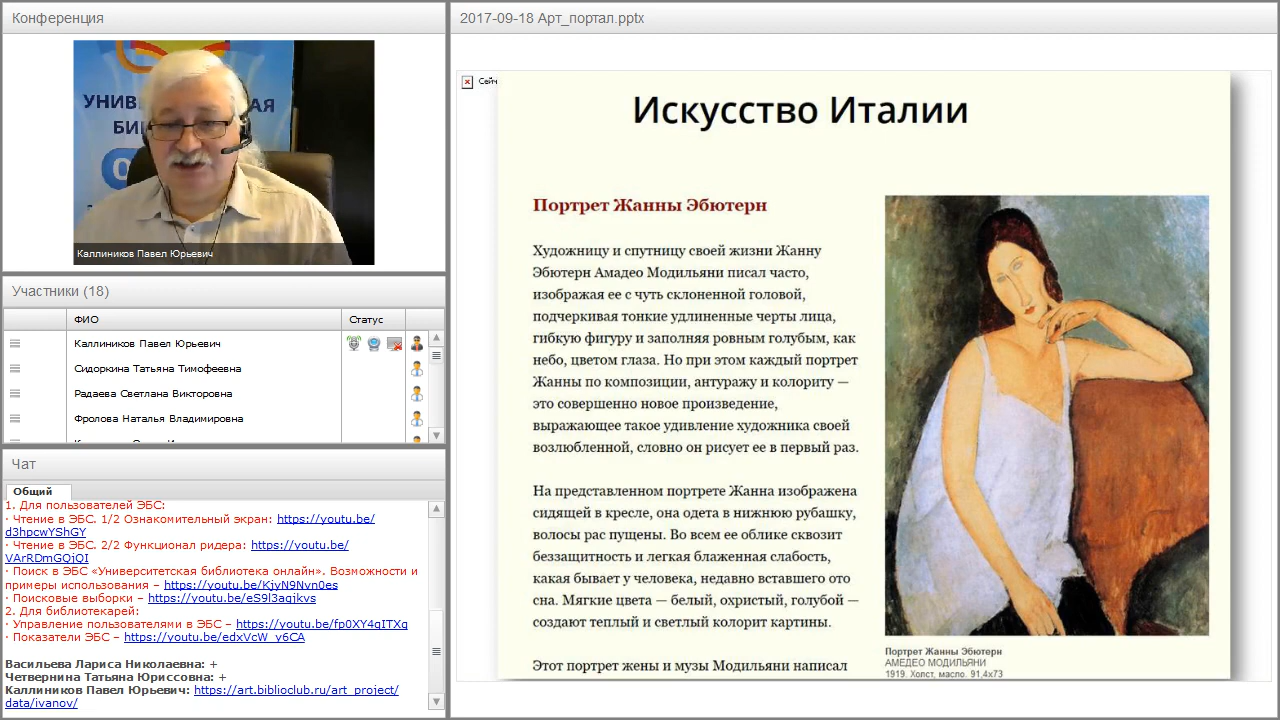 Конференция
УНИВ
АЯ
БИБ
Каллиников Павел Юрьевич
Участники (18)
ФИО
Статус
Каллиников Павел Юрьевич
Сидоркина Татьяна Тимофеевна
Радаева Светлана Викторовна
Фролова Наталья Владимировна
Чат
Общий
1. Для пользователей ЭБС:
· Чтение в ЭБС. 1/2 Ознакомительный экран: https://youtu.be/
d3hpcwYShGY
· Чтение в ЭБС. 2/2 Функционал ридера: https://youtu.be/
VArRDmGQjQI
· Поиск в ЭБС «Университетская библиотека онлайн». Возможности и
примеры использования – https://youtu.be/KjvN9Nvn0es
· Поисковые выборки – https://youtu.be/eS9l3aqjkvs
2. Для библиотекарей:
· Управление пользователями в ЭБС – https://youtu.be/fp0XY4qITXg
· Показатели ЭБС – https://youtu.be/edxVcW_y6CA
Васильева Лариса Николаевна: +
Четвернина Татьяна Юриссовна: +
Каллиников Павел Юрьевич: https://art.biblioclub.ru/art_project/
data/ivanov/
2017-09-18 Арт_портал.pptx
Сейч
Искусство Италии
Портрет Жанны Эбютерн
Художницу и спутницу своей жизни Жанну
Эбютерн Амадео Модильяни писал часто,
изображая ее с чуть склоненной головой,
подчеркивая тонкие удлиненные черты лица,
гибкую фигуру и заполняя ровным голубым, как
небо, цветом глаза. Но при этом каждый портрет
Жанны по композиции, антуражу и колориту —
это совершенно новое произведение,
выражающее такое удивление художника своей
возлюбленной, словно он рисует ее в первый раз.
На представленном портрете Жанна изображена
сидящей в кресле, она одета в нижнюю рубашку,
волосы рас пущены. Во всем ее облике сквозит
беззащитность и легкая блаженная слабость,
какая бывает у человека, недавно вставшего ото
сна. Мягкие цвета — белый, охристый, голубой —
создают теплый и светлый колорит картины.
Этот портрет жены и музы Модильяни написал
Портрет Жанны Эбютерн
АМЕДЕО МОДИЛЬЯНИ
1919. Холст, масло. 91,4x73